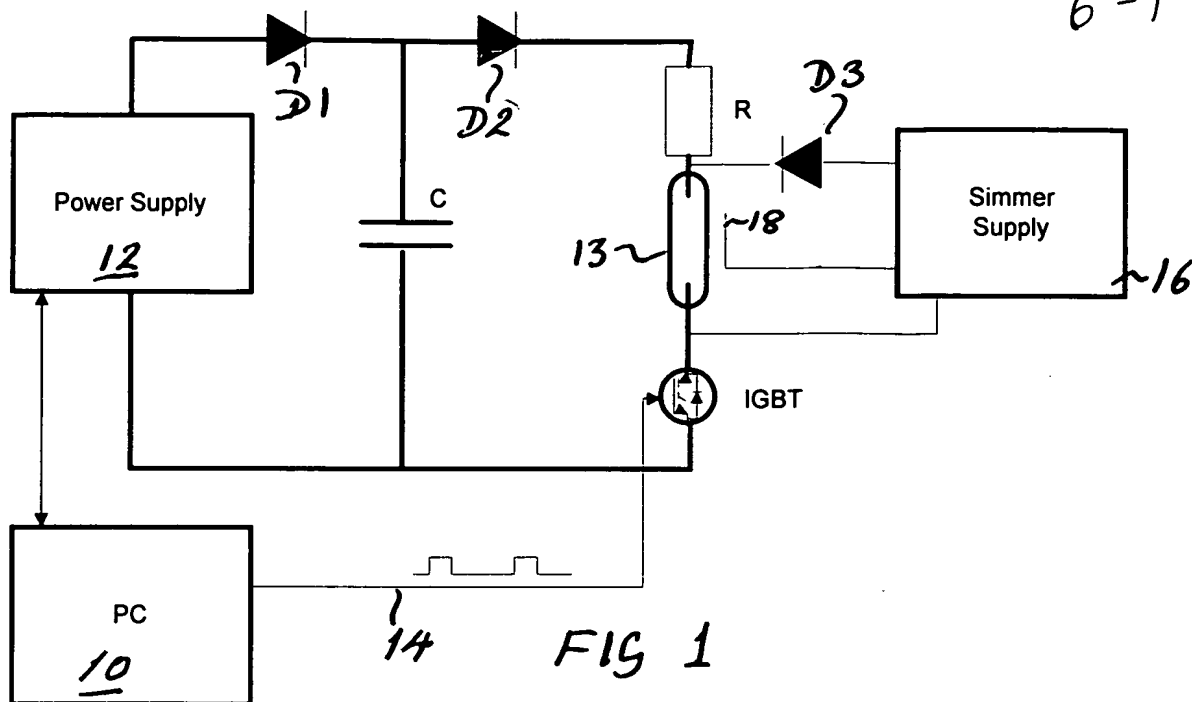 6-1
D1
D2
D3
R
Power Supply
12
C
Simmer
Supply
13
18
16
IGBT
PC
10
14
FIG 1